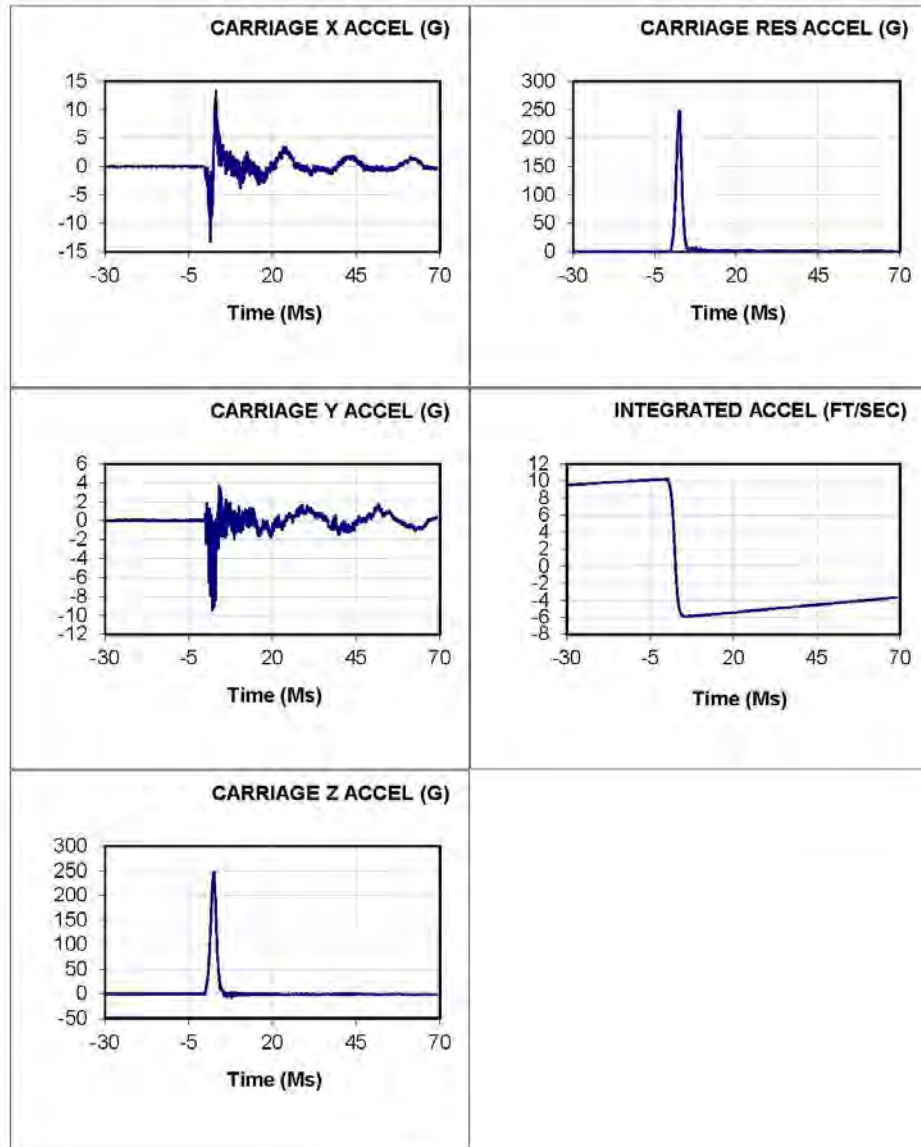 CARRIAGE X ACCEL (G)
15
10
5
0
-5
-10
-15
-30 -5 20 45 70
Time (Ms)
CARRIAGE RES ACCEL (G)
300
250
200
150
100
50
0
-30 -5 20 45 70
Time (Ms)
CARRIAGE Y ACCEL (G)
6
4
2
0
-2
-4
-6
-8
-10
-12
-30 -5 20 45 70
Time (Ms)
INTEGRATED ACCEL (FT/SEC)
12
10
8
6
4
2
0
-2
-4
-6
-8
-30 -5 20 45 70
Time (Ms)
CARRIAGE Z ACCEL (G)
300
250
200
150
100
50
0
-50
-30 -5 20 45 70
Time (Ms)